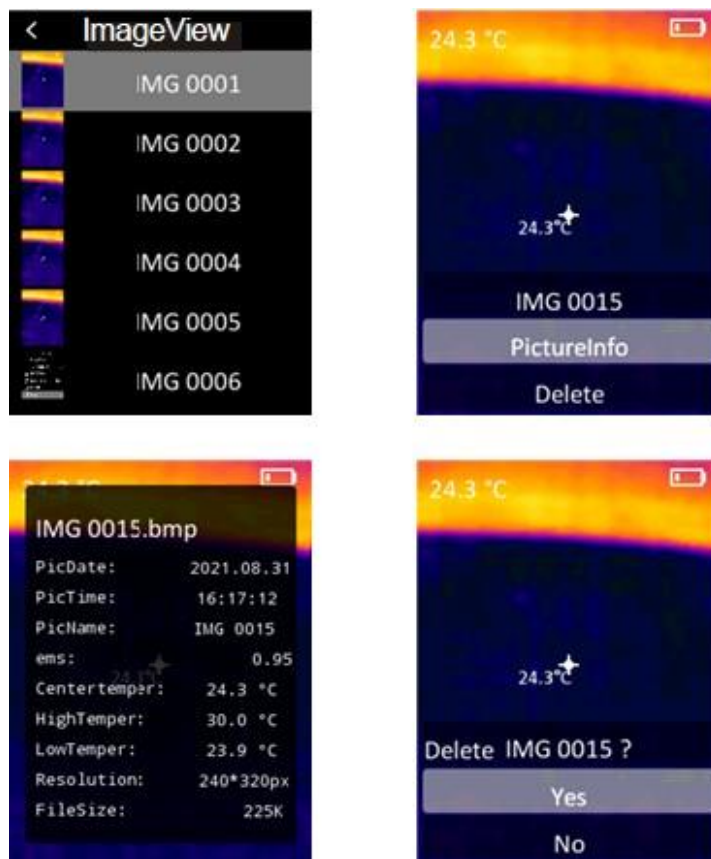 < ImageView
IMG 0001
IMG 0002
IMG 0003
IMG 0004
IMG 0005
IMG 0006
24.3 °C
24.3°C
IMG 0015
PictureInfo
Delete
IMG 0015.bmp
PicDate: 2021.08.31
PicTime: 16:17:12
PicName: IMG 0015
ems: 0.95
Centertemper: 24.3 °C
HighTemper: 30.0 °C
LowTemper: 23.9 °C
Resolution: 240*320px
FileSize: 225K
24.3 °C
24.3°C
Delete IMG 0015 ?
Yes
No